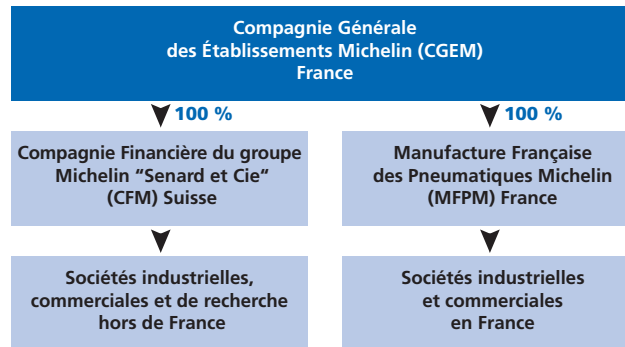 Compagnie Générale
des Établissements Michelin (CGEM)
France
100 %
100 %
Compagnie Financière du groupe
Michelin “Senard et Cie“
(CFM) Suisse
Manufacture Française
des Pneumatiques Michelin
(MFPM) France
Sociétés industrielles,
commerciales et de recherche
hors de France
Sociétés industrielles
et commerciales
en France